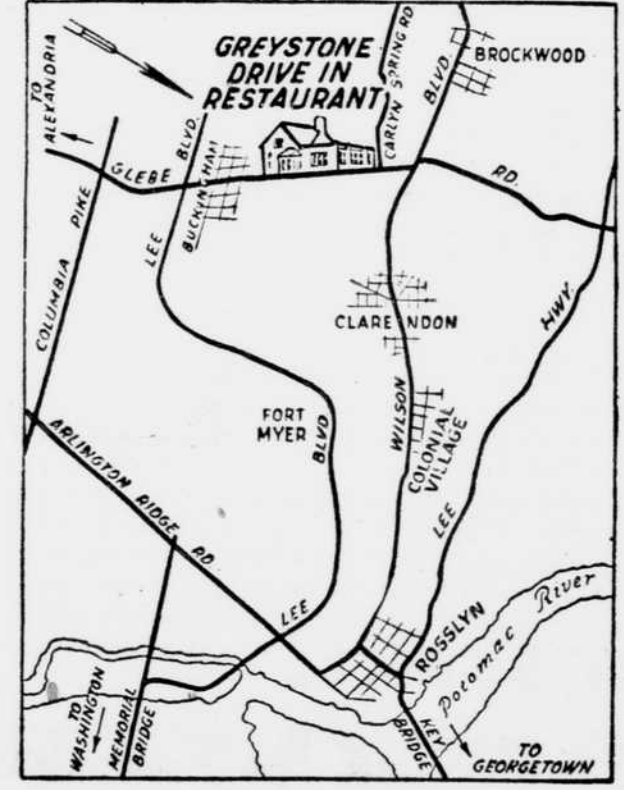 GREYSTONE
DRIVE IN
RESTAURANT
TO
ALEXANDRIA
CARLYN SPRING RD
BLVD.
BROCKWOOD
GLEBE
RD.
LEE
BLVD.
BUCKINGHAM
COLUMBIA PIKE
CLARENDON
HWY.
FORT
MYER
BLVD.
WILSON
COLONIAL
VILLAGE
LEE
ARLINGTON RIDGE RD.
LEE
ROSSLYN
Potomac River
TO
WASHINGTON
MEMORIAL
BRIDGE
KEY
BRIDGE
TO
GEORGETOWN